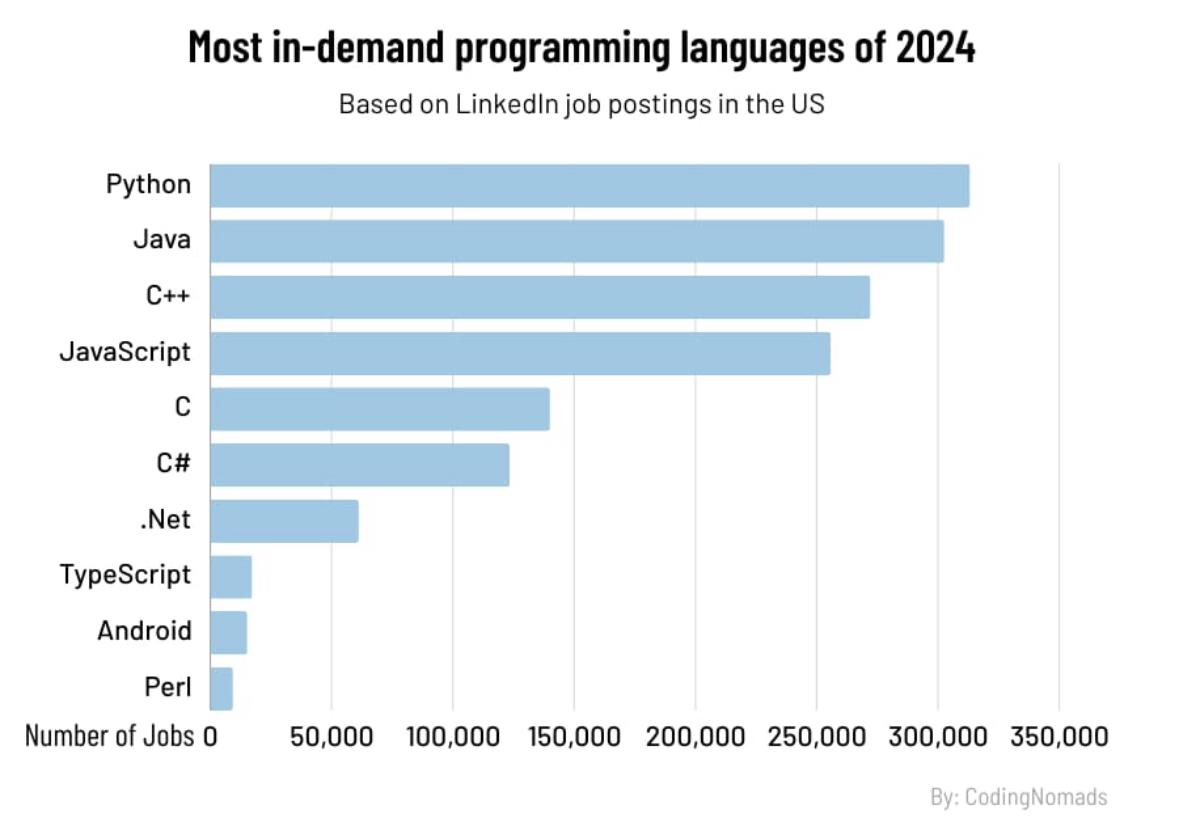 Most in-demand programming languages of 2024
Based on LinkedIn job postings in the US
Python
Java
C++
JavaScript
C
C#
.Net
TypeScript
Android
Perl
Number of Jobs 0 50,000 100,000 150,000 200,000 250,000 300,000 350,000
By: CodingNomads